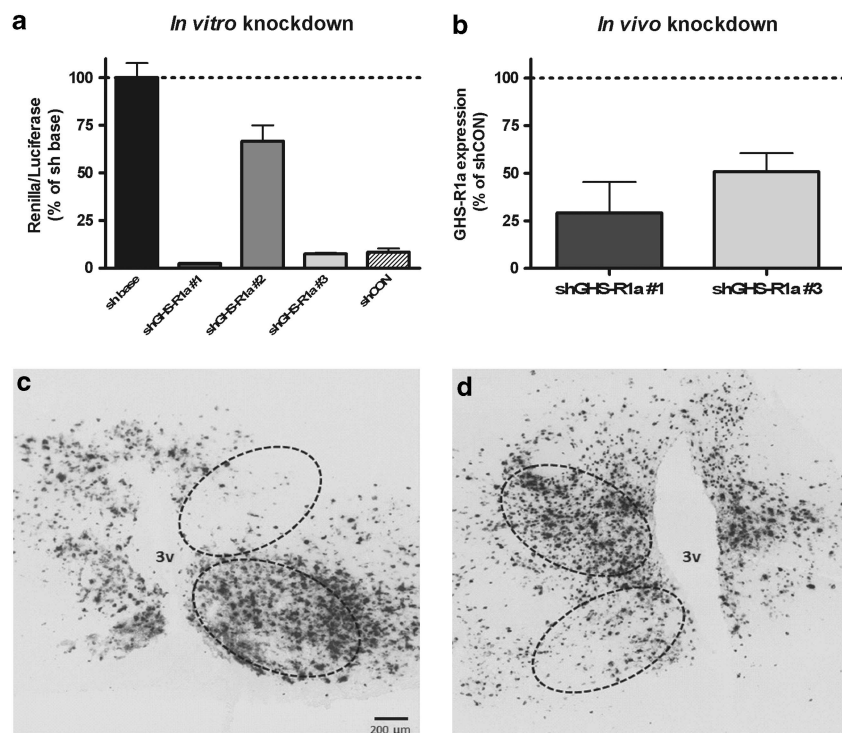 a
In vitro knockdown
Renilla/Luciferase
(% of sh base)
100
75
50
25
0
sh base
shGHS-R1a #1
shGHS-R1a #2
shGHS-R1a #3
shCON
b
In vivo knockdown
GHS-R1a expression
(% of shCON)
100
75
50
25
0
shGHS-R1a #1
shGHS-R1a #3
c
3v
200 µm
d
3v